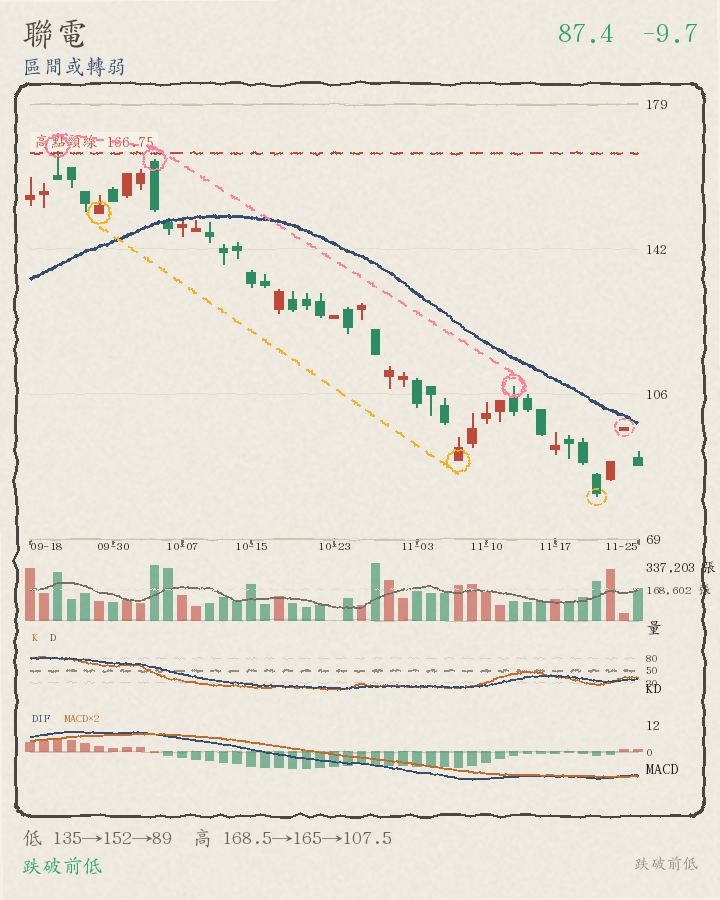 聯電
87.4 -9.7
區間或轉弱
179
高點頸線 166.75
142
106
69
09-18 09-30 10-07 10-15 10-23 11-03 11-10 11-17 11-25
337,203 張
168,602 張
量
K D
80
50
20
KD
DIF MACD×2
12
0
MACD
低 135→152→89 高 168.5→165→107.5
跌破前低
跌破前低